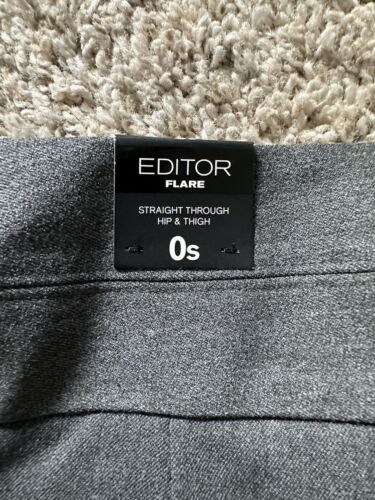 EDITOR
FLARE
STRAIGHT THROUGH
HIP & THIGH
0s